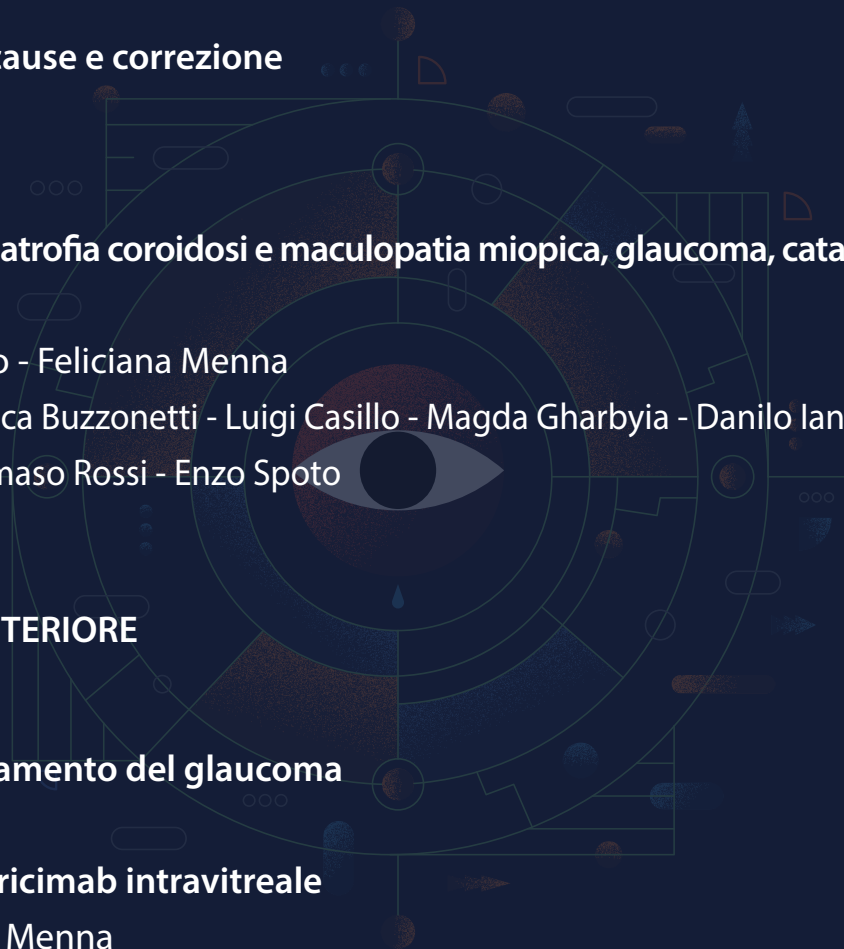 cause e correzione
atrofia coroidosi e maculopatia miopica, glaucoma, cata
o - Feliciana Menna
ca Buzzonetti - Luigi Casillo - Magda Gharbyia - Danilo Ian
maso Rossi - Enzo Spoto
TERIORE
amento del glaucoma
ricimab intravitreale
Menna